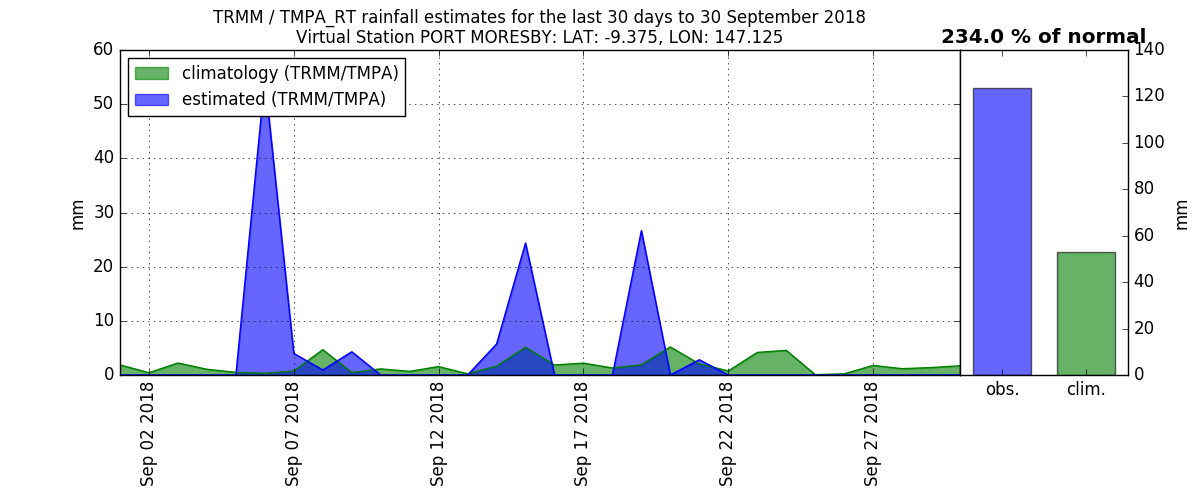 TRMM / TMPA_RT rainfall estimates for the last 30 days to 30 September 2018
Virtual Station PORT MORESBY: LAT: -9.375, LON: 147.125
234.0 % of normal
climatology (TRMM/TMPA)
estimated (TRMM/TMPA)
60
50
40
30
20
10
0
mm
Sep 02 2018
Sep 07 2018
Sep 12 2018
Sep 17 2018
Sep 22 2018
Sep 27 2018
140
120
100
80
60
40
20
0
mm
obs.
clim.